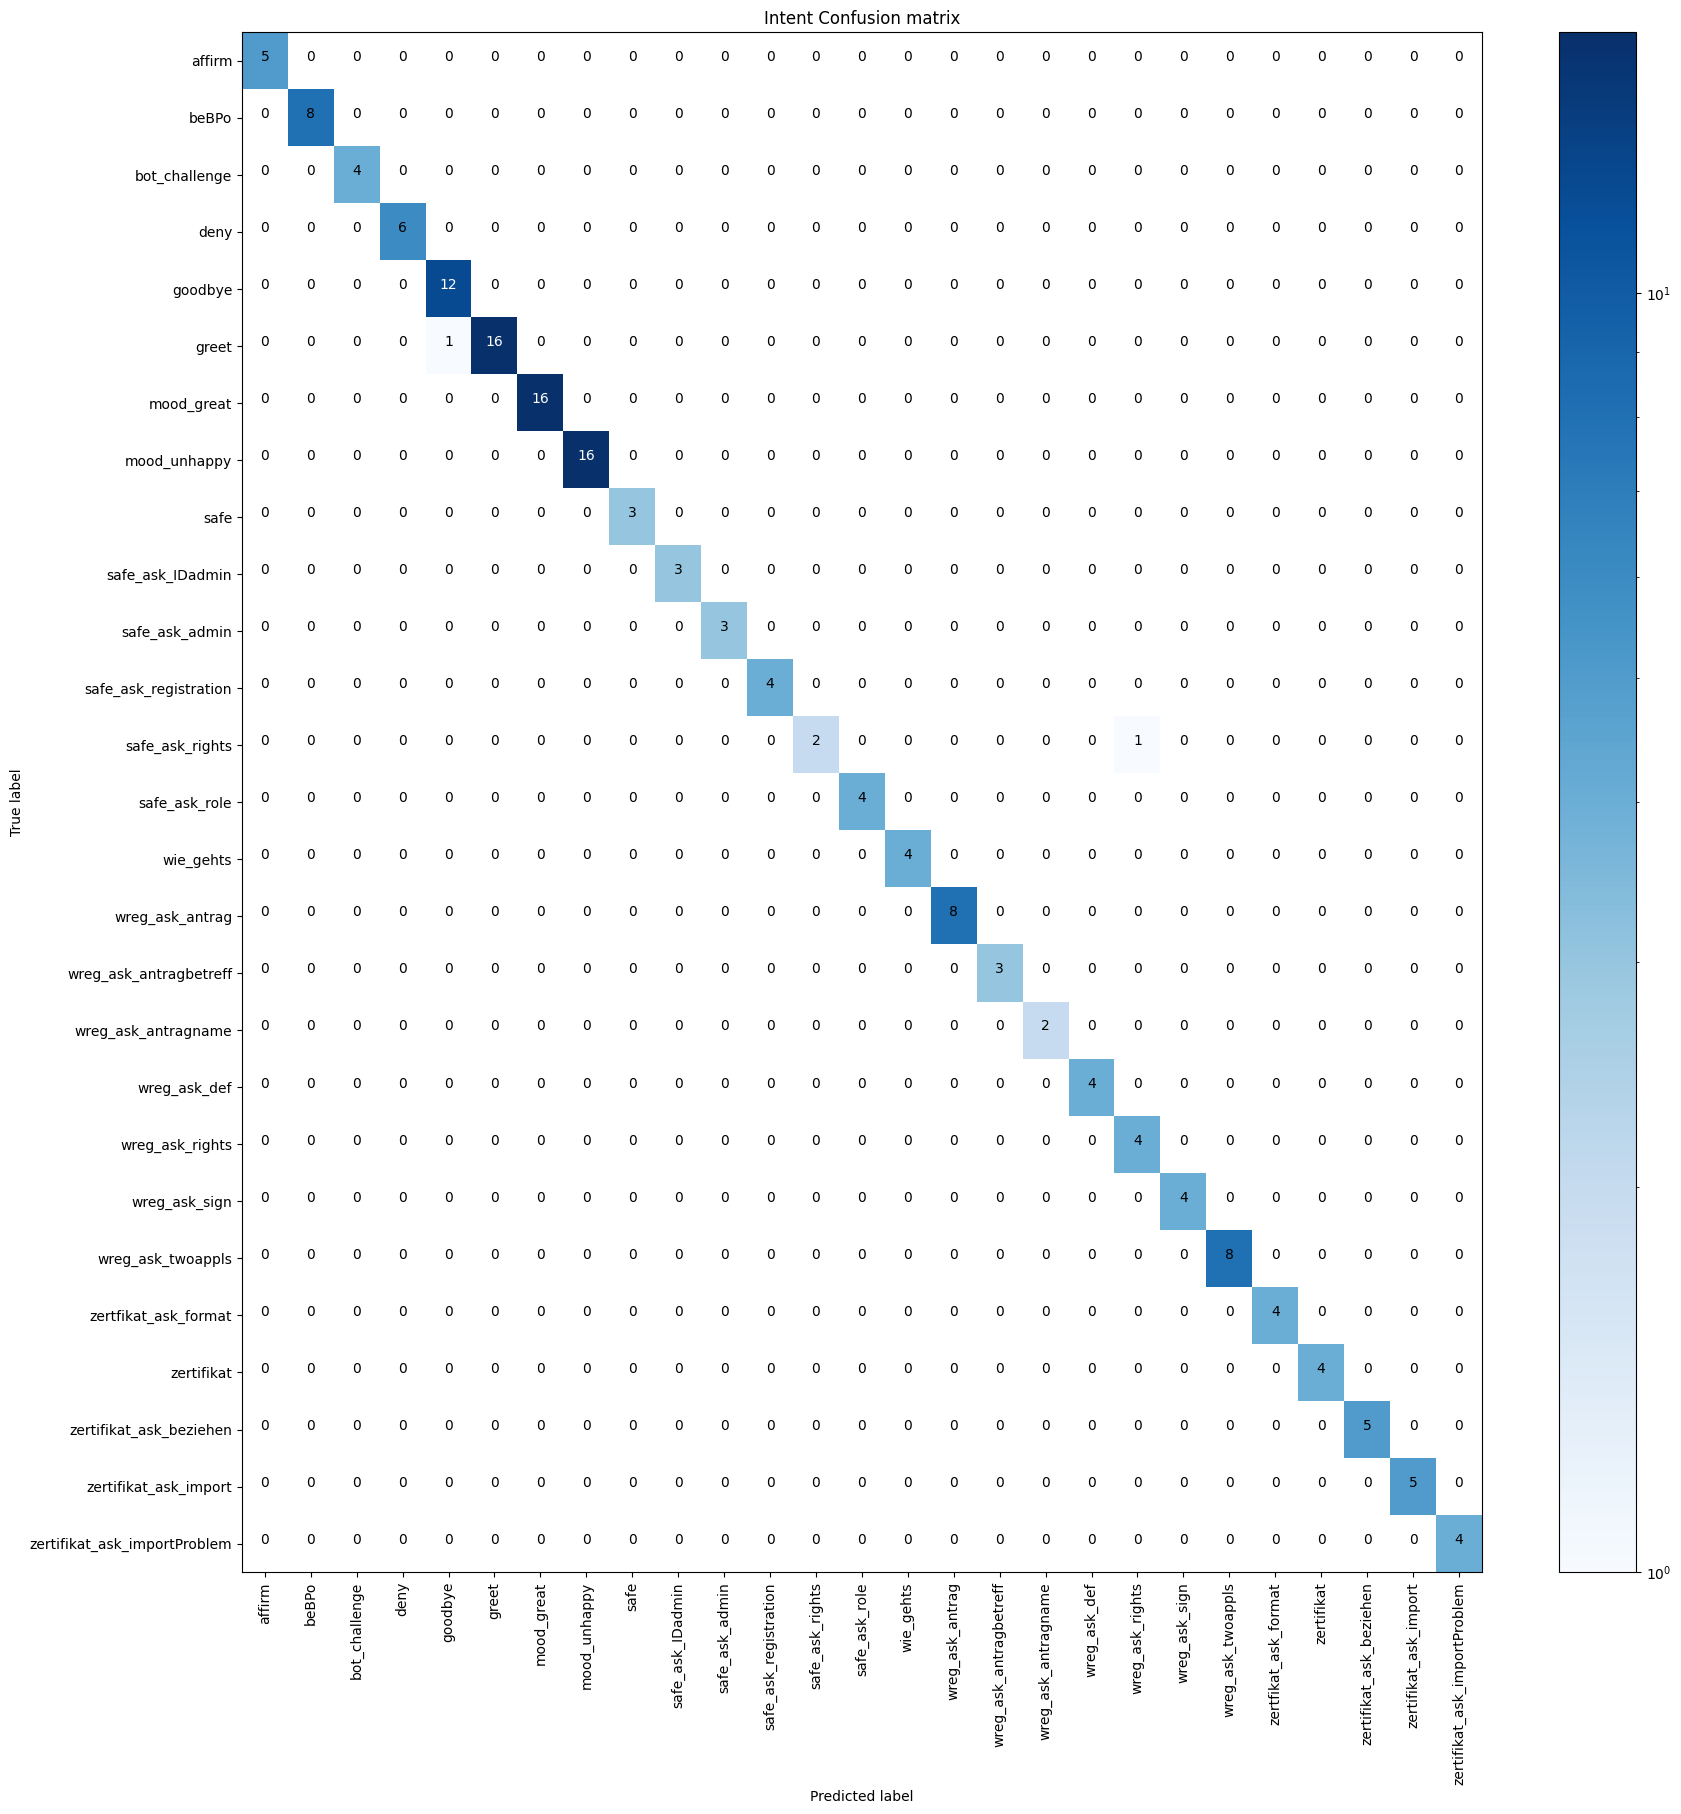 Intent Confusion matrix
affirm 5 0 0 0 0 0 0 0 0 0 0 0 0 0 0 0 0 0 0 0 0 0 0 0 0 0 0
beBPo 0 8 0 0 0 0 0 0 0 0 0 0 0 0 0 0 0 0 0 0 0 0 0 0 0 0 0
bot_challenge 0 0 4 0 0 0 0 0 0 0 0 0 0 0 0 0 0 0 0 0 0 0 0 0 0 0 0
deny 0 0 0 6 0 0 0 0 0 0 0 0 0 0 0 0 0 0 0 0 0 0 0 0 0 0 0
goodbye 0 0 0 0 12 0 0 0 0 0 0 0 0 0 0 0 0 0 0 0 0 0 0 0 0 0 0
10¹
greet 0 0 0 0 1 16 0 0 0 0 0 0 0 0 0 0 0 0 0 0 0 0 0 0 0 0 0
mood_great 0 0 0 0 0 0 16 0 0 0 0 0 0 0 0 0 0 0 0 0 0 0 0 0 0 0 0
mood_unhappy 0 0 0 0 0 0 0 16 0 0 0 0 0 0 0 0 0 0 0 0 0 0 0 0 0 0 0
safe 0 0 0 0 0 0 0 0 3 0 0 0 0 0 0 0 0 0 0 0 0 0 0 0 0 0 0
safe_ask_IDadmin 0 0 0 0 0 0 0 0 0 3 0 0 0 0 0 0 0 0 0 0 0 0 0 0 0 0 0
safe_ask_admin 0 0 0 0 0 0 0 0 0 0 3 0 0 0 0 0 0 0 0 0 0 0 0 0 0 0 0
safe_ask_registration 0 0 0 0 0 0 0 0 0 0 0 4 0 0 0 0 0 0 0 0 0 0 0 0 0 0 0
safe_ask_rights 0 0 0 0 0 0 0 0 0 0 0 0 2 0 0 0 0 0 0 1 0 0 0 0 0 0 0
safe_ask_role 0 0 0 0 0 0 0 0 0 0 0 0 0 4 0 0 0 0 0 0 0 0 0 0 0 0 0
True label
wie_gehts 0 0 0 0 0 0 0 0 0 0 0 0 0 0 4 0 0 0 0 0 0 0 0 0 0 0 0
wreg_ask_antrag 0 0 0 0 0 0 0 0 0 0 0 0 0 0 0 8 0 0 0 0 0 0 0 0 0 0 0
wreg_ask_antragbetreff 0 0 0 0 0 0 0 0 0 0 0 0 0 0 0 0 3 0 0 0 0 0 0 0 0 0 0
wreg_ask_antragname 0 0 0 0 0 0 0 0 0 0 0 0 0 0 0 0 0 2 0 0 0 0 0 0 0 0 0
wreg_ask_def 0 0 0 0 0 0 0 0 0 0 0 0 0 0 0 0 0 0 4 0 0 0 0 0 0 0 0
wreg_ask_rights 0 0 0 0 0 0 0 0 0 0 0 0 0 0 0 0 0 0 0 4 0 0 0 0 0 0 0
wreg_ask_sign 0 0 0 0 0 0 0 0 0 0 0 0 0 0 0 0 0 0 0 0 4 0 0 0 0 0 0
wreg_ask_twoappls 0 0 0 0 0 0 0 0 0 0 0 0 0 0 0 0 0 0 0 0 0 8 0 0 0 0 0
zertfikat_ask_format 0 0 0 0 0 0 0 0 0 0 0 0 0 0 0 0 0 0 0 0 0 0 4 0 0 0 0
zertifikat 0 0 0 0 0 0 0 0 0 0 0 0 0 0 0 0 0 0 0 0 0 0 0 4 0 0 0
zertifikat_ask_beziehen 0 0 0 0 0 0 0 0 0 0 0 0 0 0 0 0 0 0 0 0 0 0 0 0 5 0 0
zertifikat_ask_import 0 0 0 0 0 0 0 0 0 0 0 0 0 0 0 0 0 0 0 0 0 0 0 0 0 5 0
zertifikat_ask_importProblem 0 0 0 0 0 0 0 0 0 0 0 0 0 0 0 0 0 0 0 0 0 0 0 0 0 0 4
10⁰
affirm
beBPo
bot_challenge
deny
goodbye
greet
mood_great
mood_unhappy
safe
safe_ask_IDadmin
safe_ask_admin
safe_ask_registration
safe_ask_rights
safe_ask_role
wie_gehts
wreg_ask_antrag
wreg_ask_antragbetreff
wreg_ask_antragname
wreg_ask_def
wreg_ask_rights
wreg_ask_sign
wreg_ask_twoappls
zertfikat_ask_format
zertifikat
zertifikat_ask_beziehen
zertifikat_ask_import
zertifikat_ask_importProblem
Predicted label